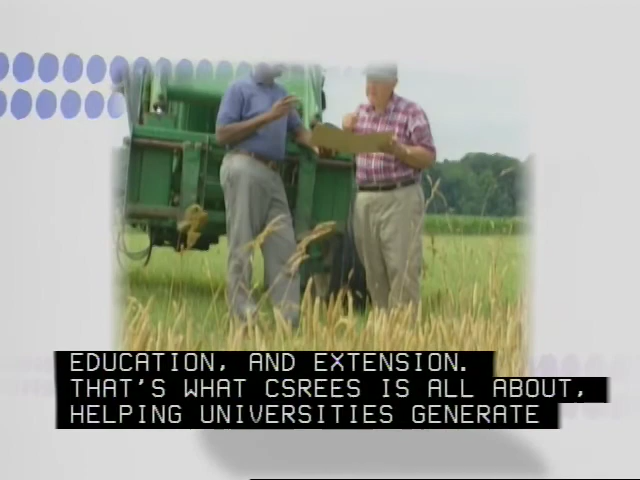 EDUCATION, AND EXTENSION.
THAT'S WHAT CSREES IS ALL ABOUT,
HELPING UNIVERSITIES GENERATE